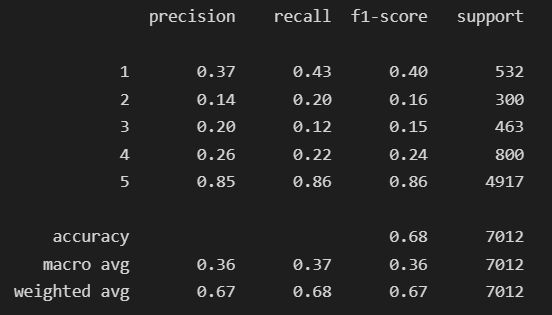 precision recall f1-score support
1 0.37 0.43 0.40 532
2 0.14 0.20 0.16 300
3 0.20 0.12 0.15 463
4 0.26 0.22 0.24 800
5 0.85 0.86 0.86 4917
accuracy 0.68 7012
macro avg 0.36 0.37 0.36 7012
weighted avg 0.67 0.68 0.67 7012